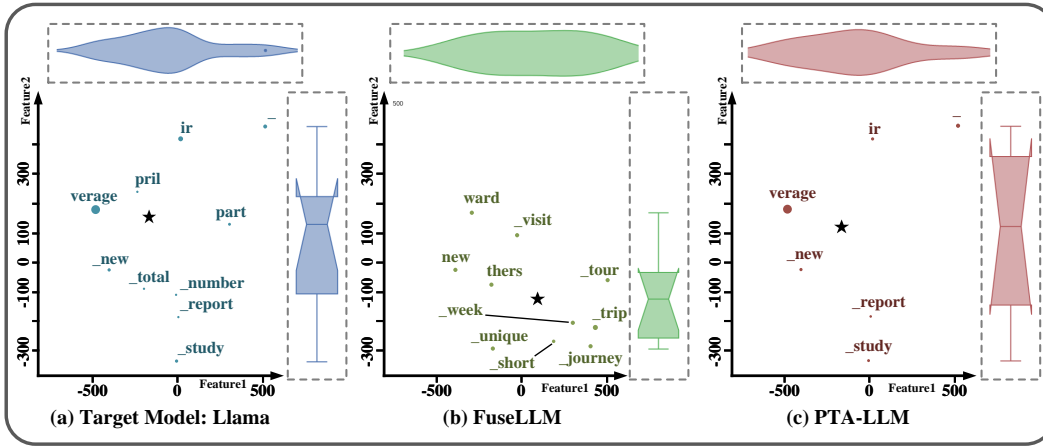 Feature2
300
100
0
-100
-300
-500
0
500
Feature1
_
ir
pril
verage
part
_new
_total
_number
_report
_study
(a) Target Model: Llama
Feature2
500
300
100
0
-100
-300
-500
0
500
Feature1
ward
_visit
new
thers
_tour
_week
_trip
_unique
_short
_journey
(b) FuseLLM
Feature2
300
100
0
-100
-300
-500
0
500
Feature1
_
ir
verage
_new
_report
_study
(c) PTA-LLM